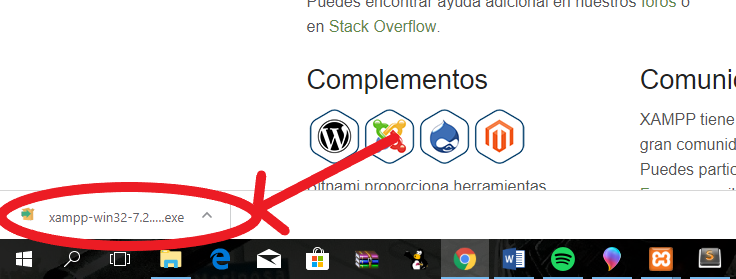 Puedes encontrar ayuda adicional en nuestros foros o
en Stack Overflow.
Complementos
Bitnami proporciona herramientas
Comuni
XAMPP tiene
gran comunid
Puedes partic
xampp-win32-7.2.....exe